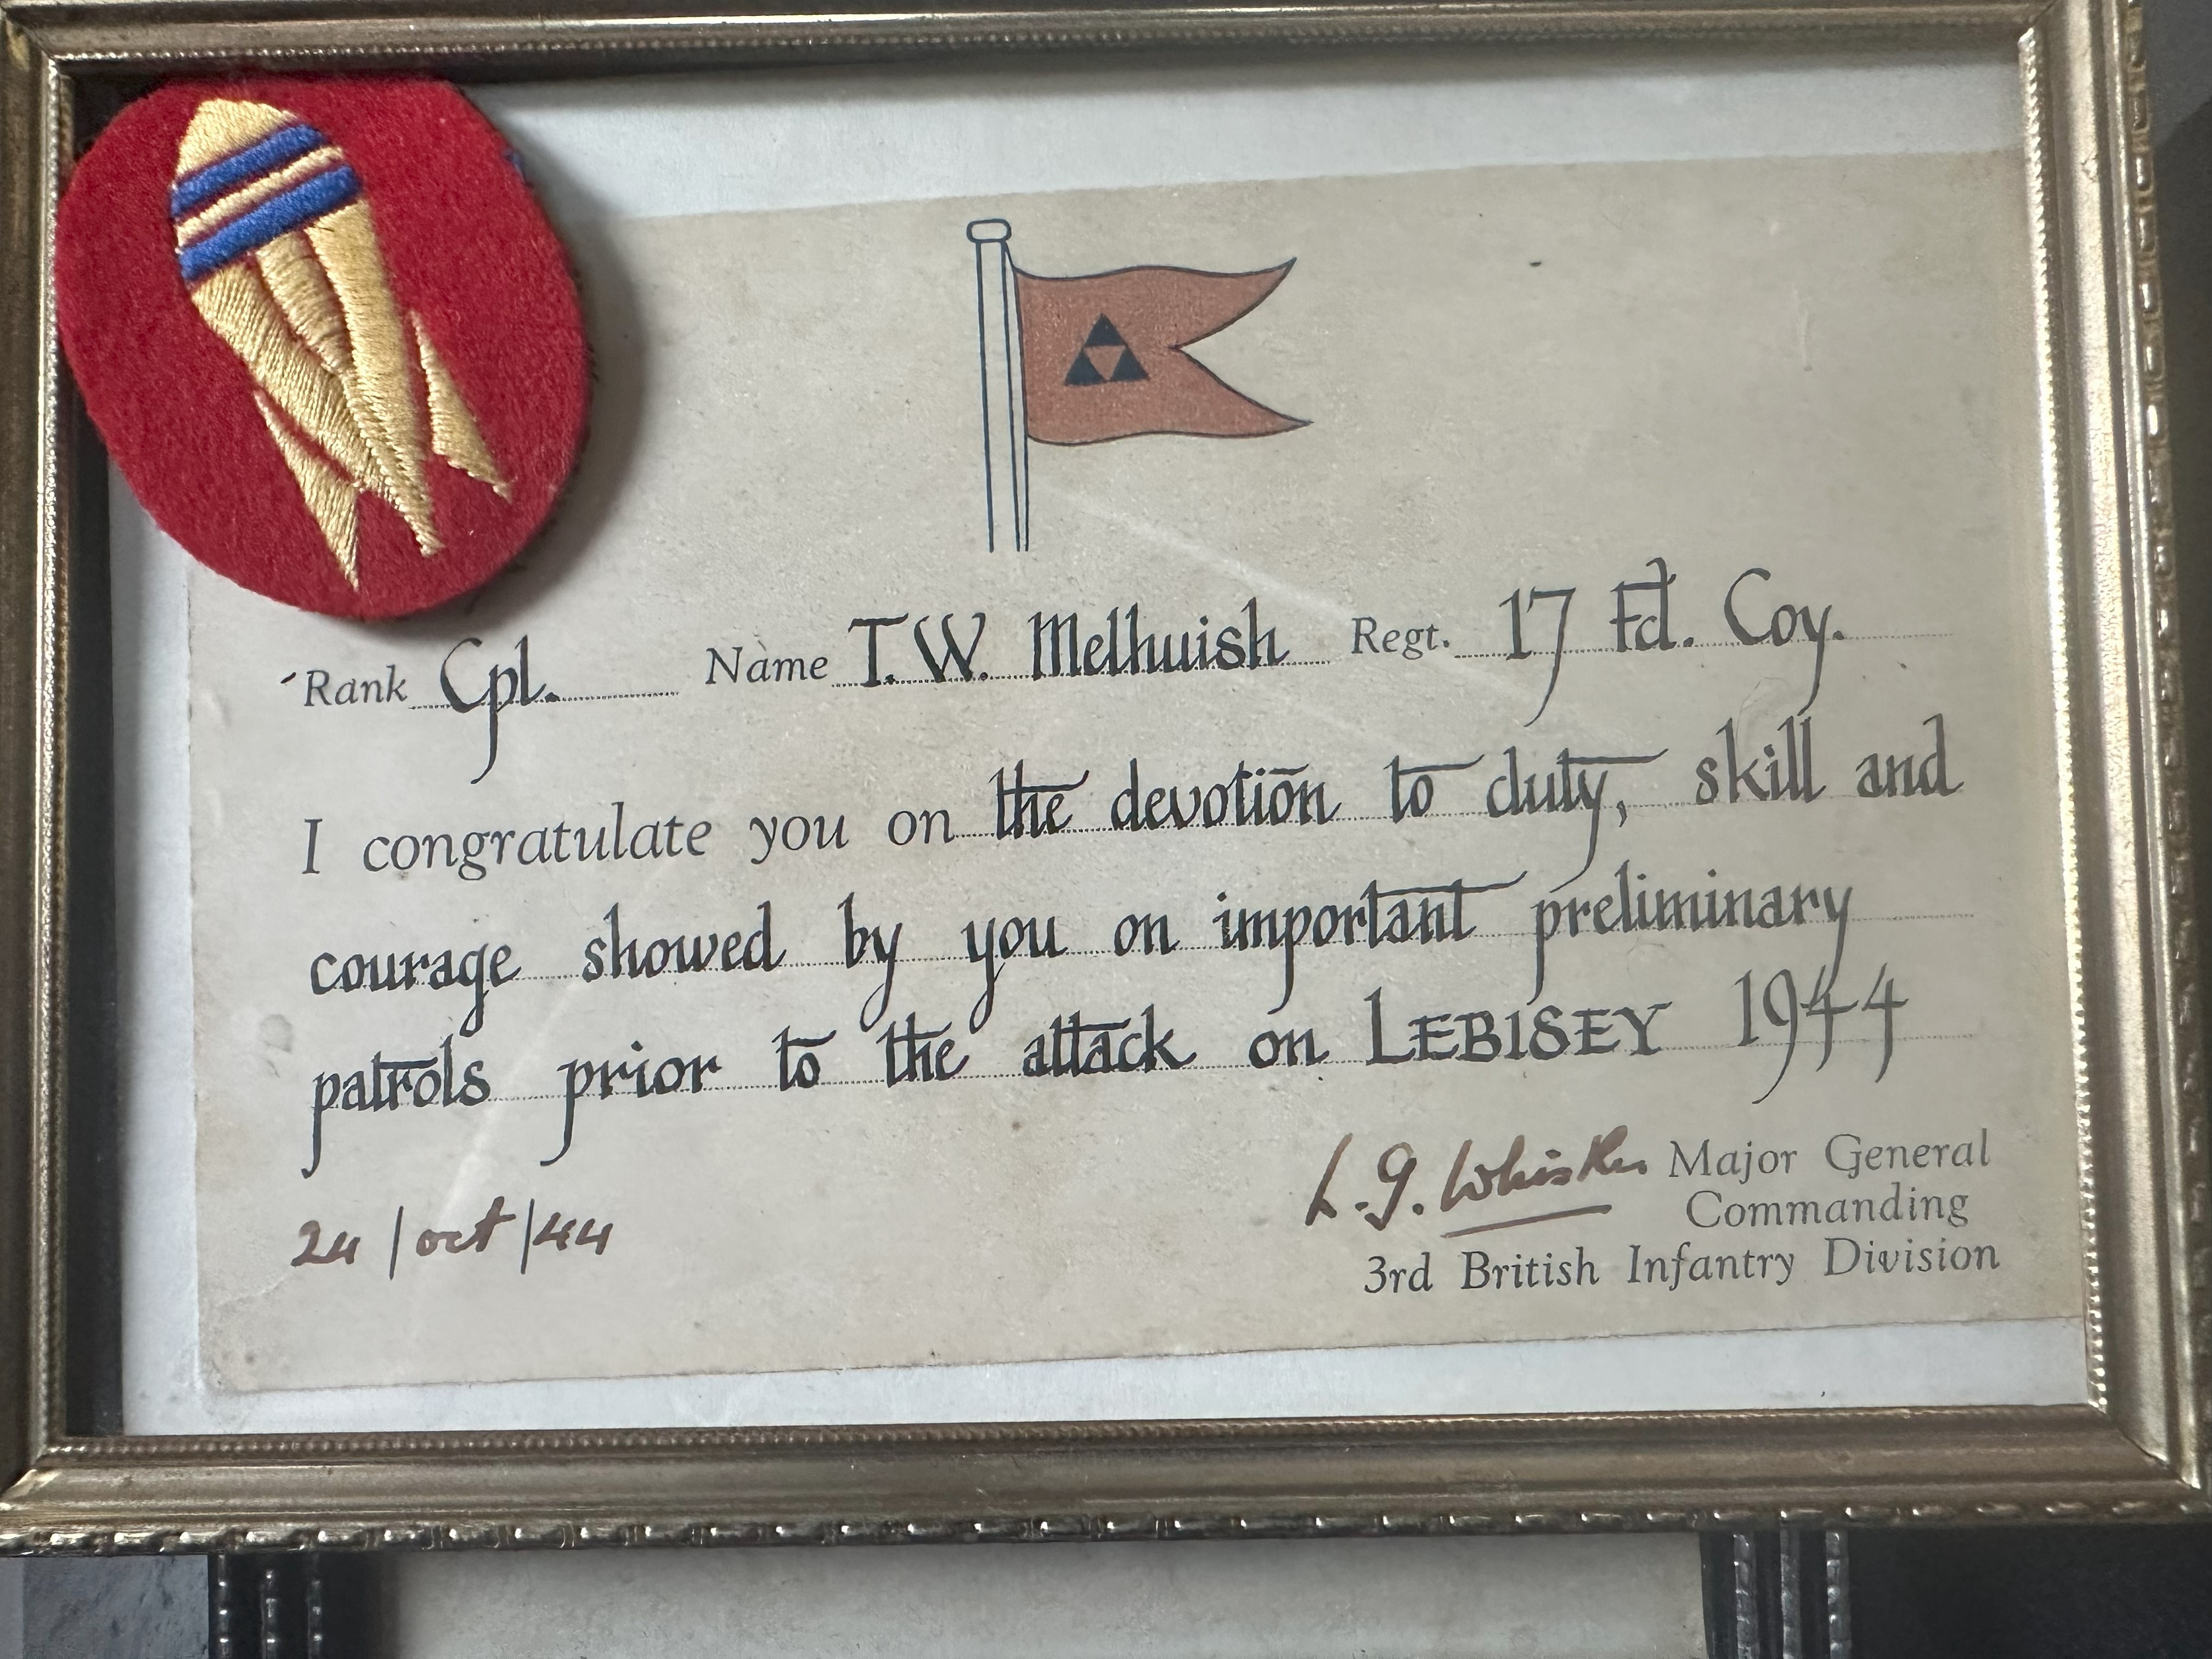 Rank Cpl. Name T.W. Melhuish Regt. 17 Fd. Coy.
I congratulate you on the devotion to duty, skill and
courage showed by you on important preliminary
patrols prior to the attack on LEBISEY 1944
L.G. Whistler Major General
Commanding
24/oct/44
3rd British Infantry Division